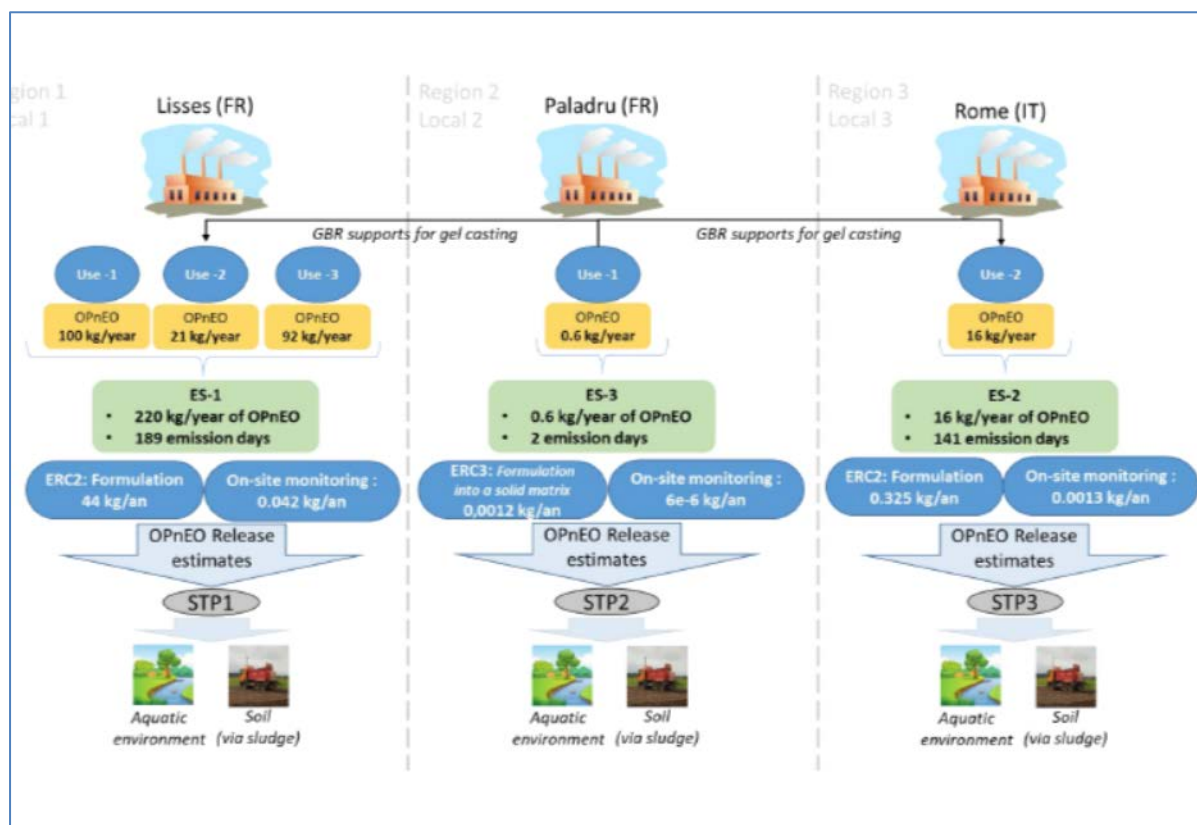 gion 1
cal 1
Lisses (FR)
Region 2
Local 2
Paladru (FR)
Region 3
Local 3
Rome (IT)
GBR supports for gel casting
GBR supports for gel casting
Use -1
Use -2
Use -3
Use -1
Use -2
OPnEO
100 kg/year
OPnEO
21 kg/year
OPnEO
92 kg/year
OPnEO
0.6 kg/year
OPnEO
16 kg/year
ES-1
• 220 kg/year of OPnEO
• 189 emission days
ES-3
• 0.6 kg/year of OPnEO
• 2 emission days
ES-2
• 16 kg/year of OPnEO
• 141 emission days
ERC2: Formulation
44 kg/an
On-site monitoring :
0.042 kg/an
ERC3: Formulation
into a solid matrix
0,0012 kg/an
On-site monitoring :
6e-6 kg/an
ERC2: Formulation
0.325 kg/an
On-site monitoring :
0.0013 kg/an
OPnEO Release
estimates
OPnEO Release
estimates
OPnEO Release
estimates
STP1
STP2
STP3
Aquatic
environment
Soil
(via sludge)
Aquatic
environment
Soil
(via sludge)
Aquatic
environment
Soil
(via sludge)